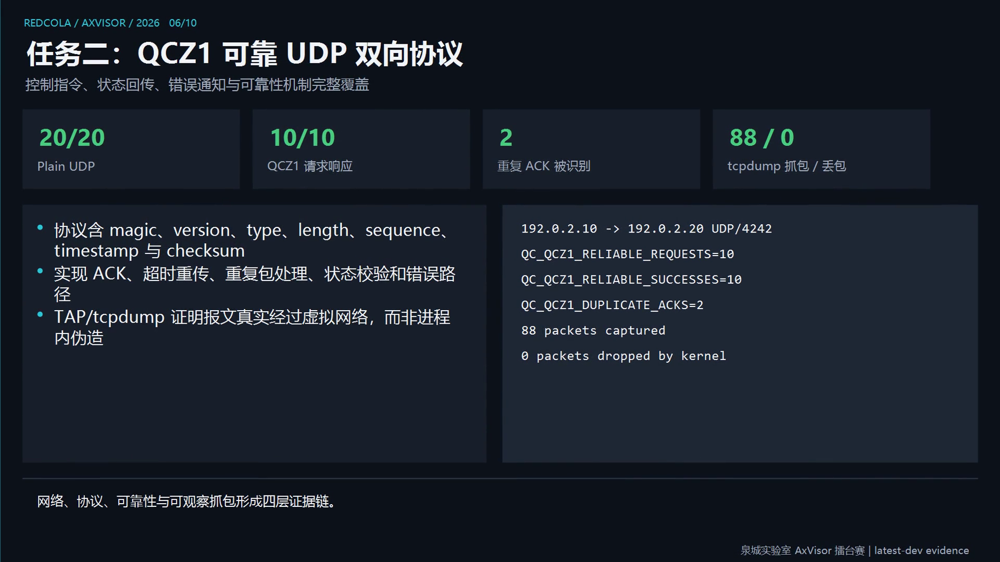 REDCOLA / AXVISOR / 2026 06/10
任务二：QCZ1 可靠 UDP 双向协议
控制指令、状态回传、错误通知与可靠性机制完整覆盖
20/20
Plain UDP
10/10
QCZ1 请求响应
2
重复 ACK 被识别
88 / 0
tcpdump 抓包 / 丢包
• 协议含 magic、version、type、length、sequence、
timestamp 与 checksum
• 实现 ACK、超时重传、重复包处理、状态校验和错误路
径
• TAP/tcpdump 证明报文真实经过虚拟网络，而非进程
内伪造
192.0.2.10 -> 192.0.2.20 UDP/4242
QC_QCZ1_RELIABLE_REQUESTS=10
QC_QCZ1_RELIABLE_SUCCESSES=10
QC_QCZ1_DUPLICATE_ACKS=2
88 packets captured
0 packets dropped by kernel
网络、协议、可靠性与可观察抓包形成四层证据链。
泉城实验室 AxVisor 擂台赛 | latest-dev evidence